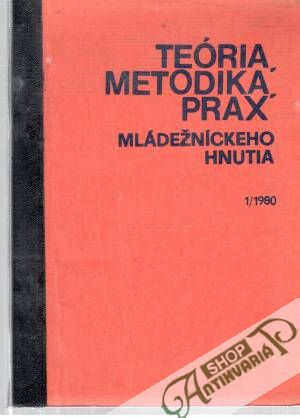 TEÓRIA,
METODIKA,
PRAX,
MLÁDEŽNÍCKEHO
HNUTIA
1/1980
SHOP
Antikvariat